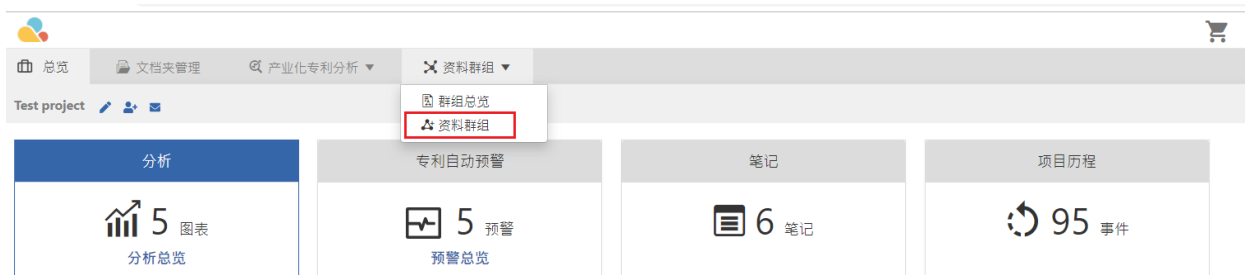 总览 文档夹管理 产业化专利分析 ▼ 资料群组 ▼
群组总览
Test project
资料群组
分析 专利自动预警 笔记 项目历程
5 图表 5 预警 6 笔记 95 事件
分析总览 预警总览